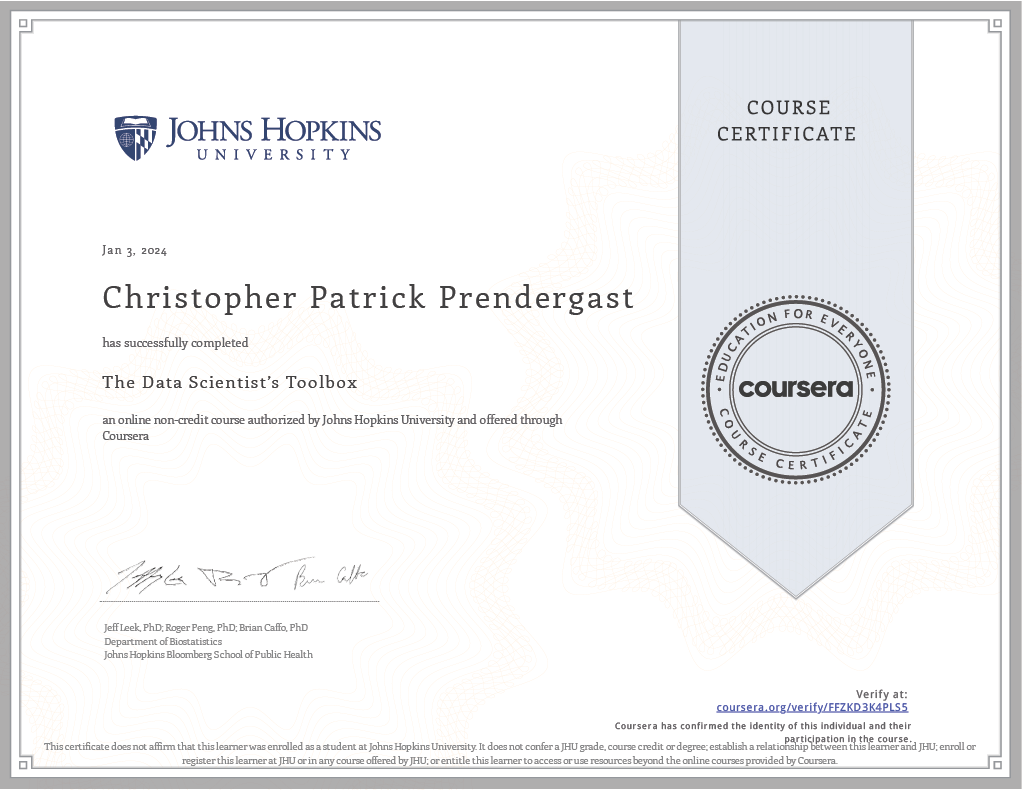 JOHNS HOPKINS
UNIVERSITY
COURSE
CERTIFICATE
Jan 3, 2024
Christopher Patrick Prendergast
has successfully completed
The Data Scientist’s Toolbox
an online non-credit course authorized by Johns Hopkins University and offered through
Coursera
EDUCATION FOR EVERYONE
coursera
COURSE CERTIFICATE
Jeff Leek, PhD; Roger Peng, PhD; Brian Caffo, PhD
Department of Biostatistics
Johns Hopkins Bloomberg School of Public Health
Verify at:
coursera.org/verify/FFZKD3K4PLS5
Coursera has confirmed the identity of this individual and their
participation in the course.
This certificate does not affirm that this learner was enrolled as a student at Johns Hopkins University. It does not confer a JHU grade, course credit or degree; establish a relationship between this learner and JHU; enroll or
register this learner at JHU or in any course offered by JHU; or entitle this learner to access or use resources beyond the online courses provided by Coursera.